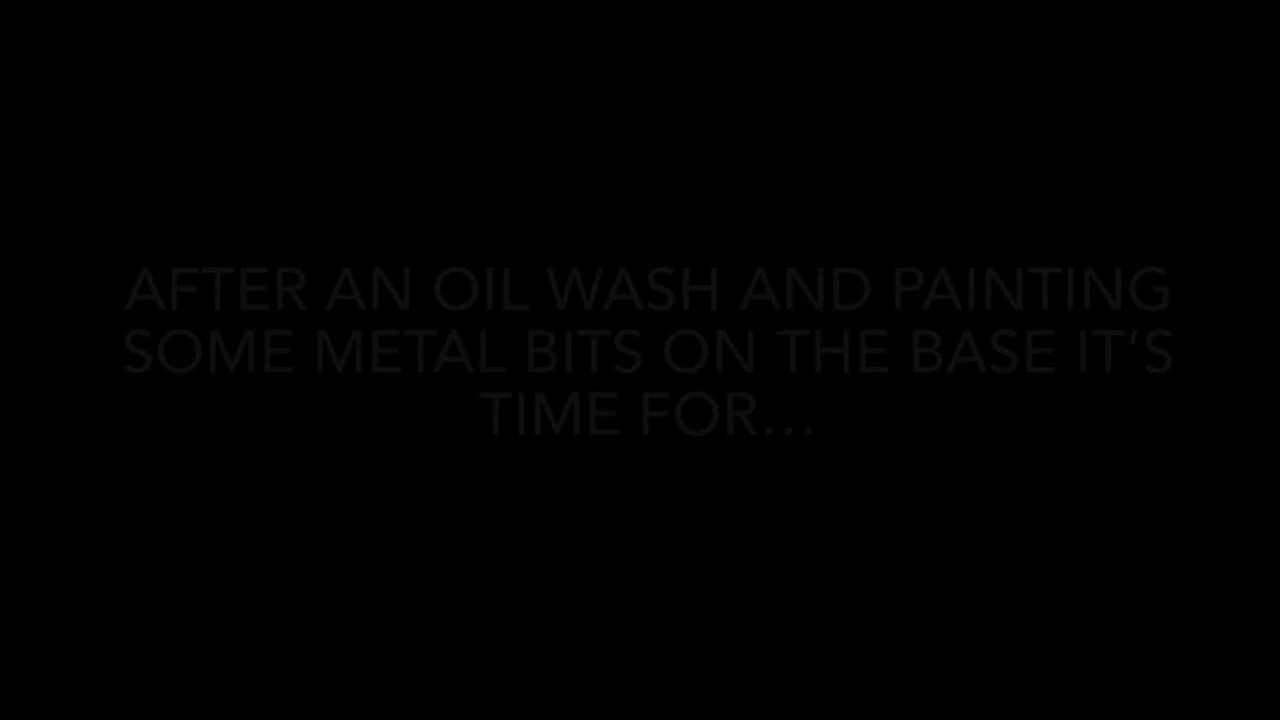 AFTER AN OIL WASH AND PAINTING
SOME METAL BITS ON THE BASE IT’S
TIME FOR…